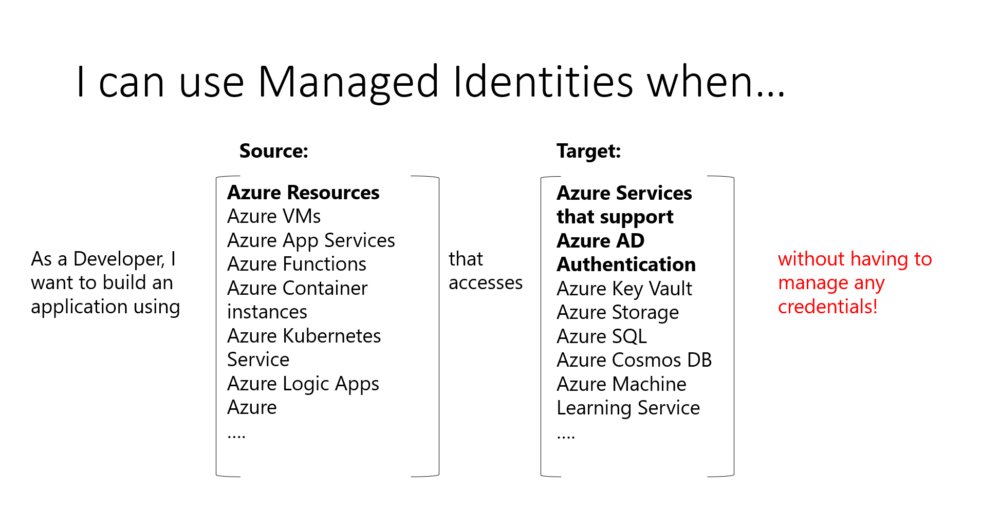 I can use Managed Identities when...
As a Developer, I
want to build an
application using
Source:
Azure Resources
Azure VMs
Azure App Services
Azure Functions
Azure Container
instances
Azure Kubernetes
Service
Azure Logic Apps
Azure
....
that
accesses
Target:
Azure Services
that support
Azure AD
Authentication
Azure Key Vault
Azure Storage
Azure SQL
Azure Cosmos DB
Azure Machine
Learning Service
....
without having to
manage any
credentials!